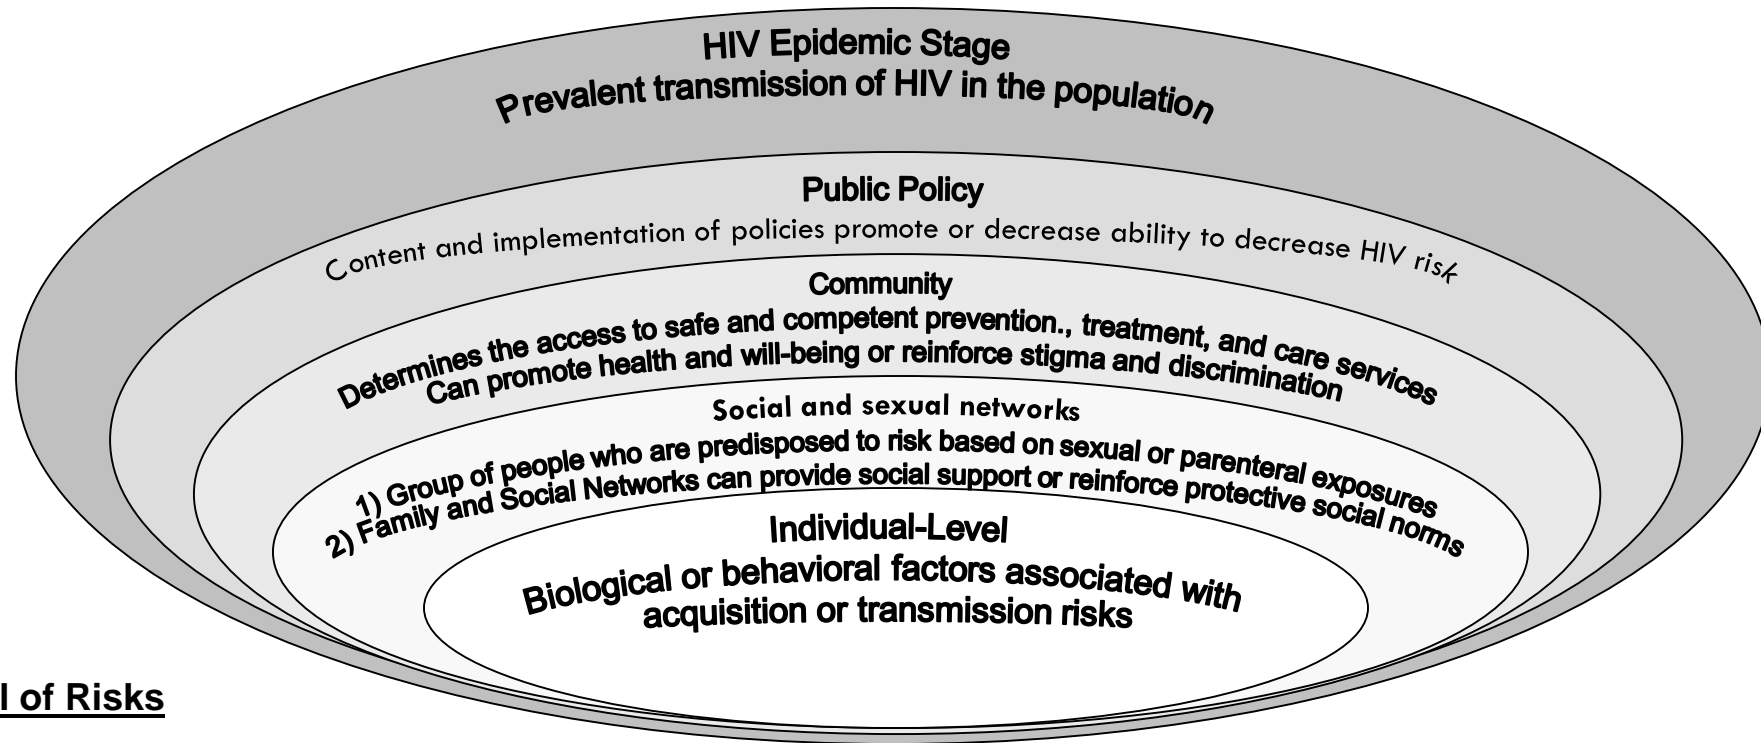 HIV Epidemic Stage
Prevalent transmission of HIV in the population
Public Policy
Content and implementation of policies promote or decrease ability to decrease HIV risk
Community
Determines the access to safe and competent prevention., treatment, and care services
Can promote health and will-being or reinforce stigma and discrimination
Social and sexual networks
1) Group of people who are predisposed to risk based on sexual or parenteral exposures
2) Family and Social Networks can provide social support or reinforce protective social norms
Individual-Level
Biological or behavioral factors associated with
acquisition or transmission risks
of Risks